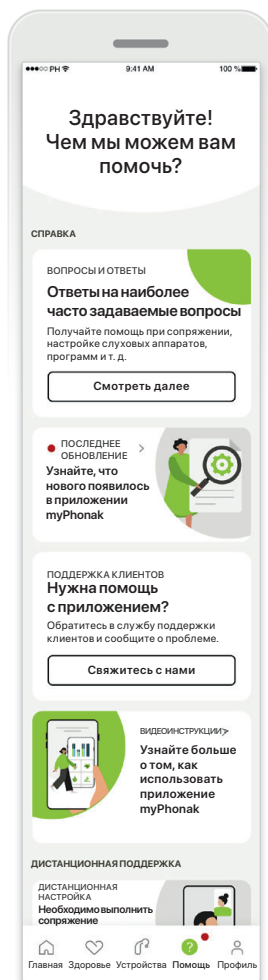 PH
9:41 AM
100 %
Здравствуйте!
Чем мы можем вам
помочь?
СПРАВКА
ВОПРОСЫ И ОТВЕТЫ
Ответы на наиболее
часто задаваемые вопросы
Получайте помощь при сопряжении,
настройке слуховых аппаратов,
программ и т. д.
Смотреть далее
ПОСЛЕДНЕЕ
ОБНОВЛЕНИЕ
Узнайте, что
нового появилось
в приложении
myPhonak
ПОДДЕРЖКА КЛИЕНТОВ
Нужна помощь
с приложением?
Обратитесь в службу поддержки
клиентов и сообщите о проблеме.
Свяжитесь с нами
ВИДЕОИНСТРУКЦИИ
Узнайте больше
о том, как
использовать
приложение
myPhonak
ДИСТАНЦИОННАЯ ПОДДЕРЖКА
ДИСТАНЦИОННАЯ
НАСТРОЙКА
Необходимо выполнить
сопряжение
Главная Здоровье Устройства Помощь Профиль